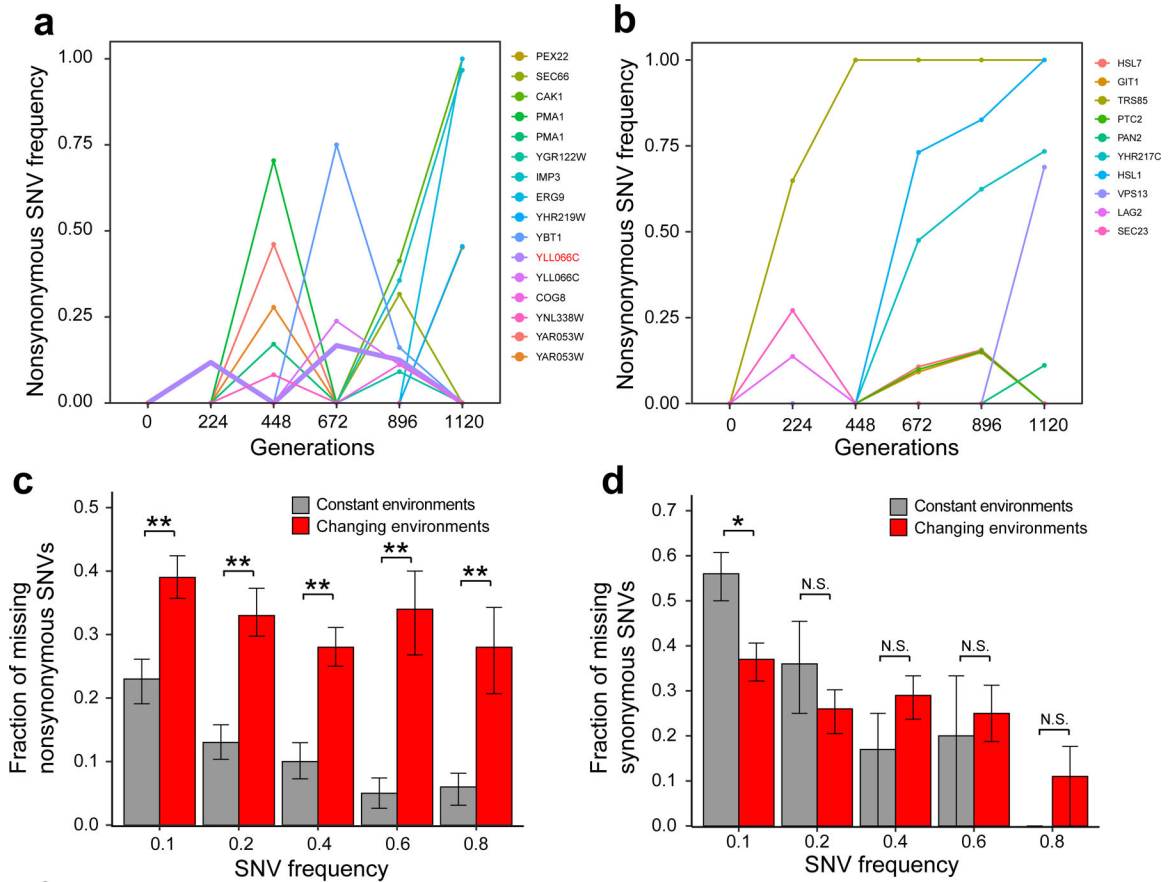 a
Nonsynonymous SNV frequency
1.00
0.75
0.50
0.25
0.00
0 224 448 672 896 1120
Generations
PEX22
SEC66
CAK1
PMA1
PMA1
YGR122W
IMP3
ERG9
YHR219W
YBT1
YLL066C
YLL066C
COG8
YNL338W
YAR053W
YAR053W
b
Nonsynonymous SNV frequency
1.00
0.75
0.50
0.25
0.00
0 224 448 672 896 1120
Generations
HSL7
GIT1
TRS85
PTC2
PAN2
YHR217C
HSL1
VPS13
LAG2
SEC23
c
Fraction of missing
nonsynonymous SNVs
0.5
0.4
0.3
0.2
0.1
0.0
Constant environments
Changing environments
** ** ** ** **
0.1 0.2 0.4 0.6 0.8
SNV frequency
d
Fraction of missing
synonymous SNVs
0.7
0.6
0.5
0.4
0.3
0.2
0.1
0.0
Constant environments
Changing environments
* N.S. N.S. N.S. N.S.
0.1 0.2 0.4 0.6 0.8
SNV frequency